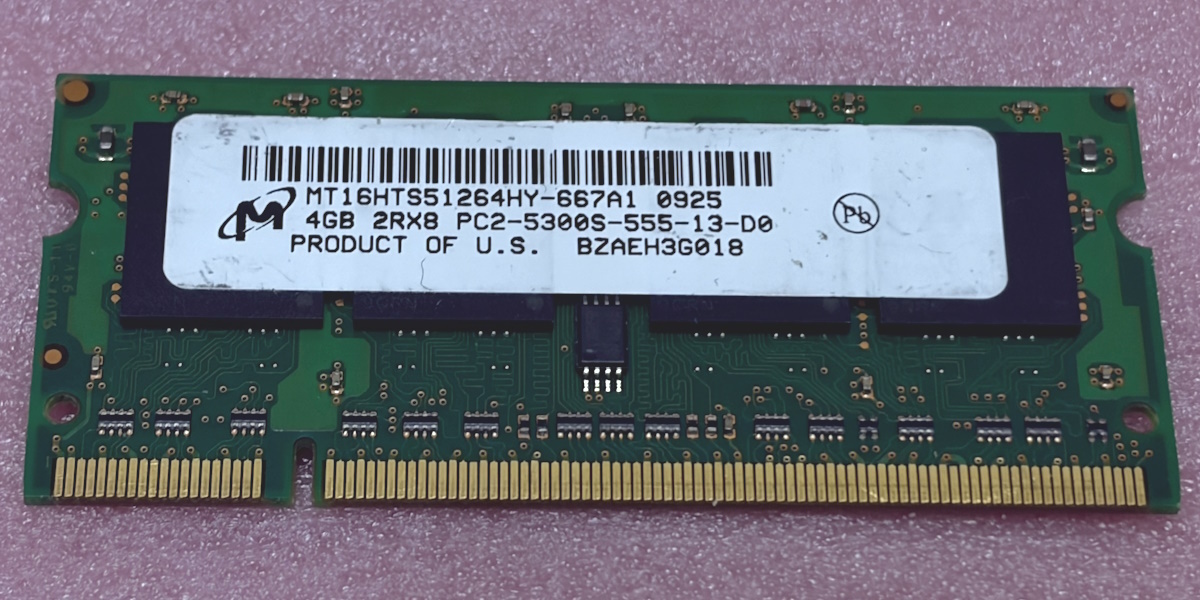 MT16HTS51264HY-667A1 0925
4GB 2RX8 PC2-5300S-555-13-D0
PRODUCT OF U.S. BZAEH3G018
Pb